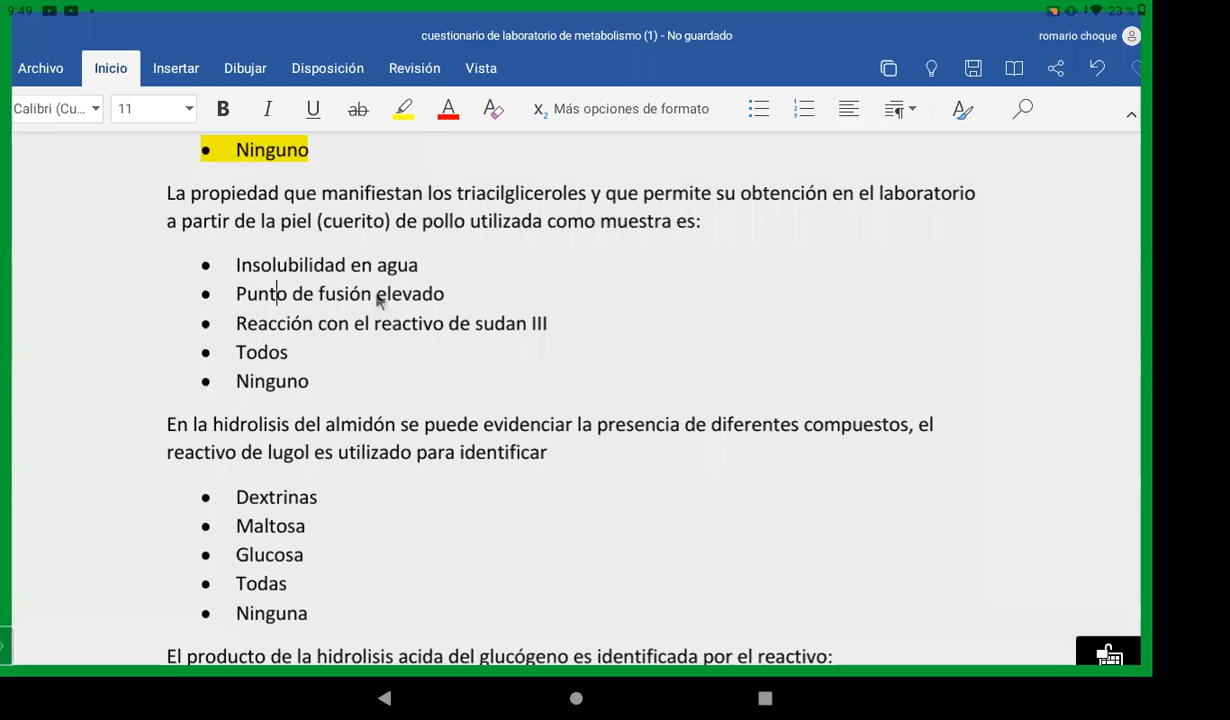 9:49
23 %
cuestionario de laboratorio de metabolismo (1) - No guardado
romario choque
Archivo Inicio Insertar Dibujar Disposición Revisión Vista
Calibri (Cu... 11 B I U ab A A X₂ Más opciones de formato
• Ninguno
La propiedad que manifiestan los triacilgliceroles y que permite su obtención en el laboratorio
a partir de la piel (cuerito) de pollo utilizada como muestra es:
• Insolubilidad en agua
• Punto de fusión elevado
• Reacción con el reactivo de sudan III
• Todos
• Ninguno
En la hidrolisis del almidón se puede evidenciar la presencia de diferentes compuestos, el
reactivo de lugol es utilizado para identificar
• Dextrinas
• Maltosa
• Glucosa
• Todas
• Ninguna
El producto de la hidrolisis acida del glucógeno es identificada por el reactivo: